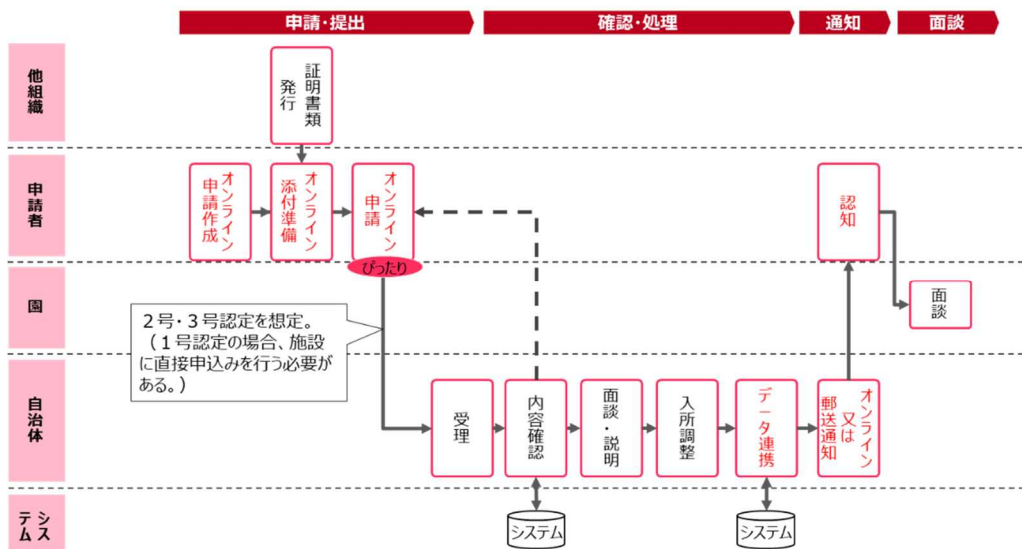 申請・提出
確認・処理
通知
面談
他組織
証明書類
発行
申請者
オンライン
申請作成
オンライン
添付準備
オンライン
申請
ぴったり
認知
園
面談
2号・3号認定を想定。
(1号認定の場合、施設
に直接申込みを行う必要が
ある。)
自治体
受理
内容確認
面談・説明
入所調整
データ連携
オンライン
又は
郵送通知
シス
テム
システム
システム